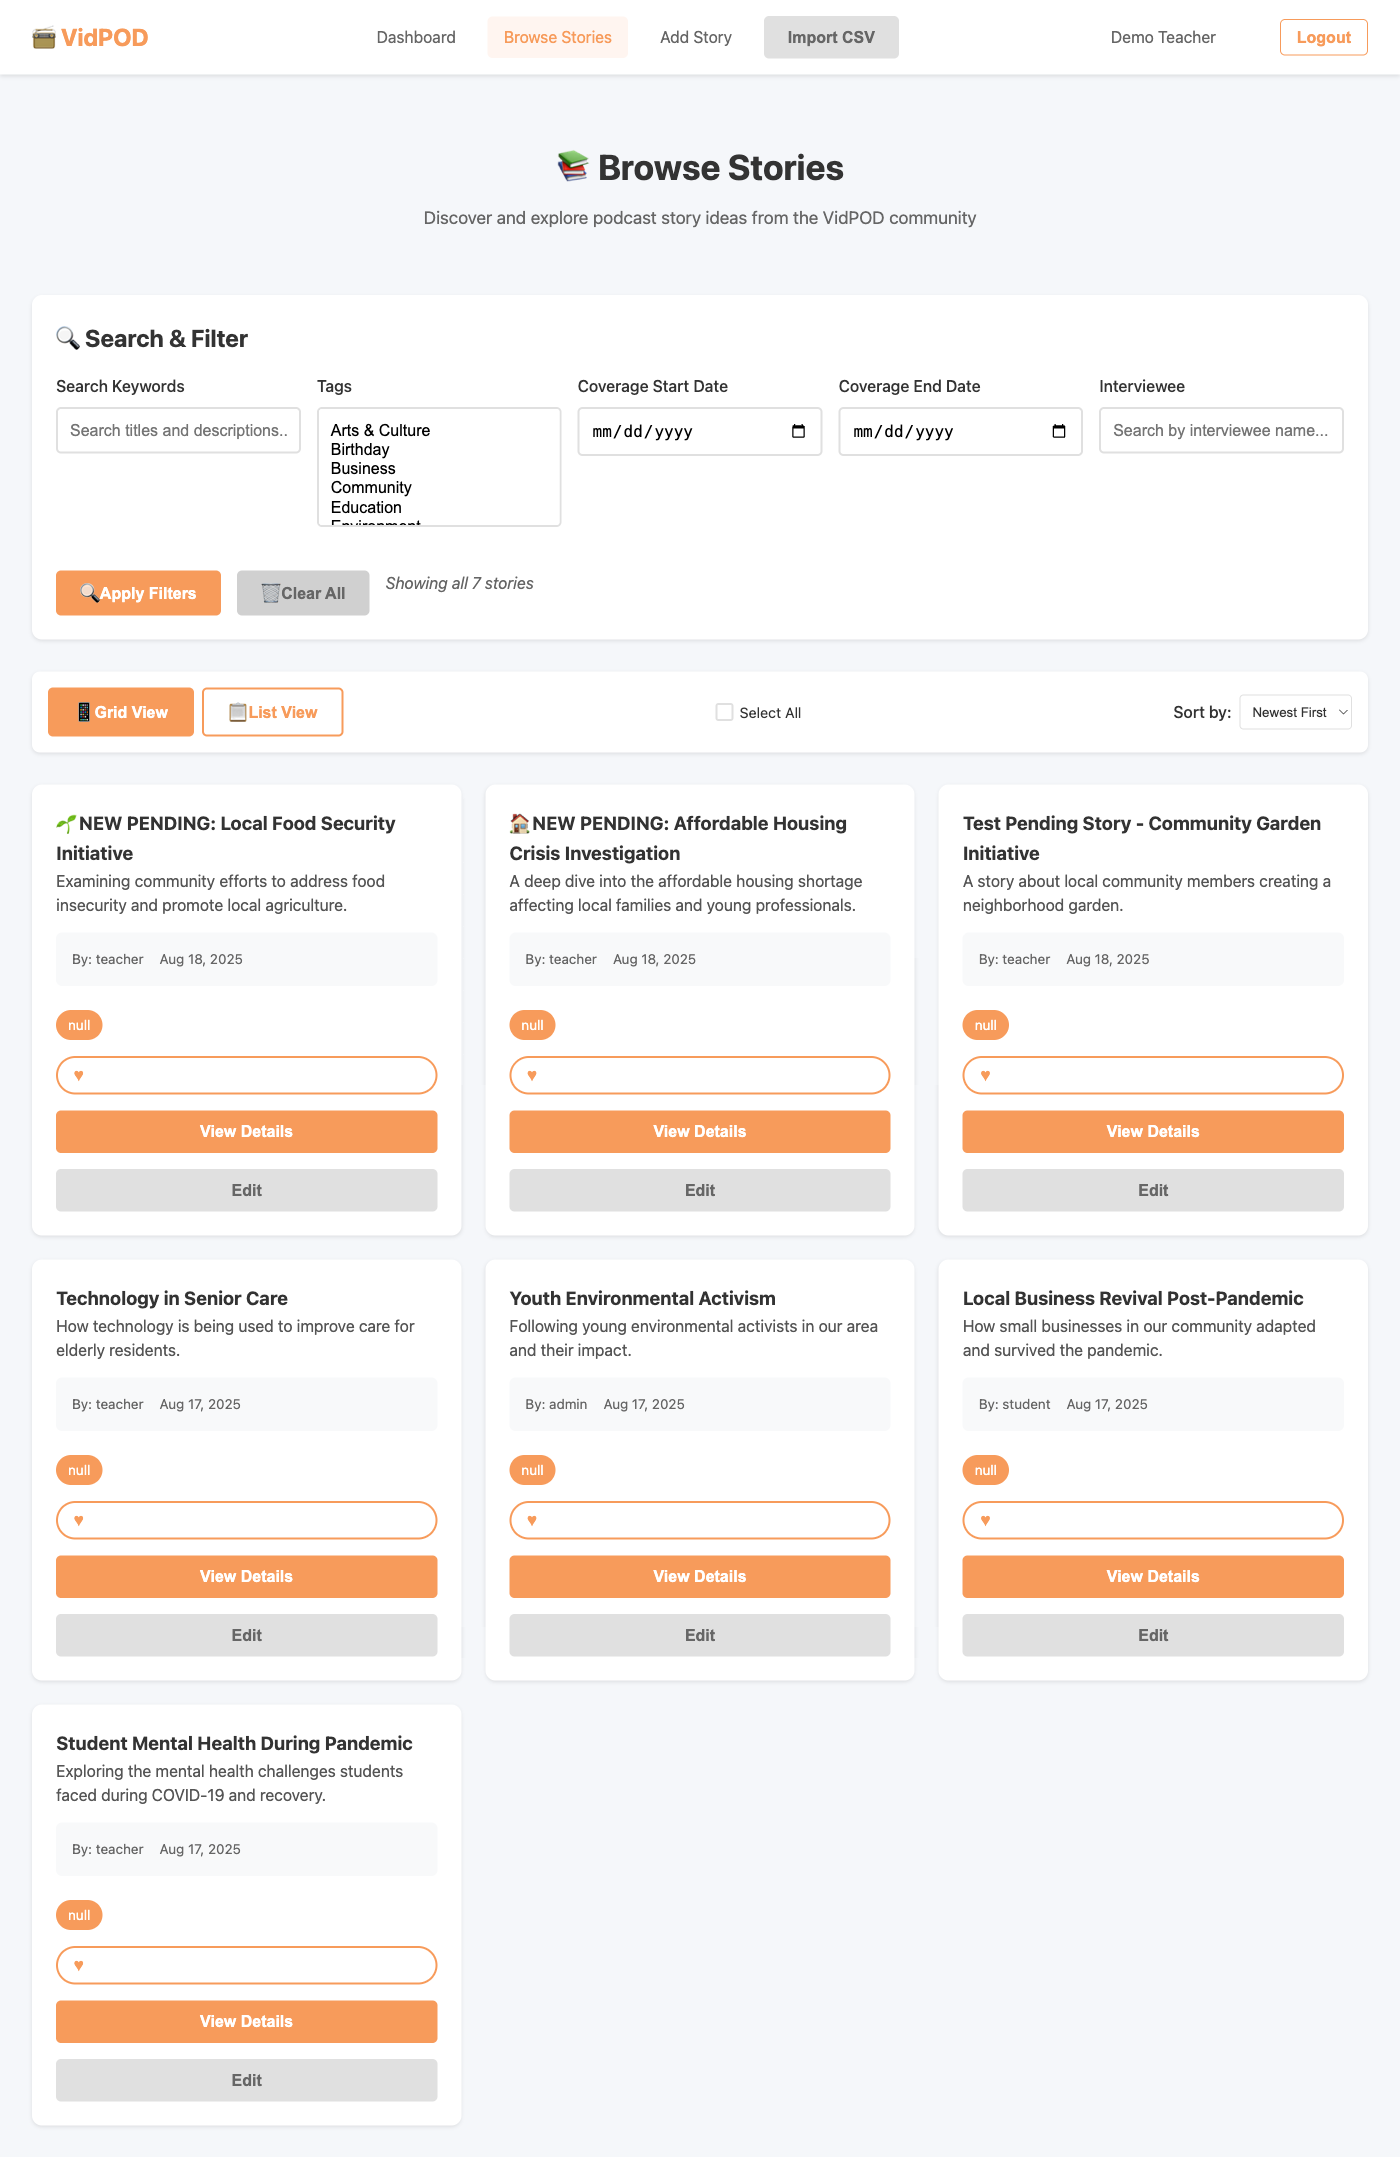 VidPOD
Dashboard
Browse Stories
Add Story
Import CSV
Demo Teacher
Logout
Browse Stories
Discover and explore podcast story ideas from the VidPOD community
Search & Filter
Search Keywords
Tags
Coverage Start Date
Coverage End Date
Interviewee
Search titles and descriptions..
Arts & Culture
Birthday
Business
Community
Education
Environment
mm/dd/yyyy
mm/dd/yyyy
Search by interviewee name...
Apply Filters
Clear All
Showing all 7 stories
Grid View
List View
Select All
Sort by:
Newest First
NEW PENDING: Local Food Security
Initiative
Examining community efforts to address food
insecurity and promote local agriculture.
By: teacher Aug 18, 2025
null
♥
View Details
Edit
NEW PENDING: Affordable Housing
Crisis Investigation
A deep dive into the affordable housing shortage
affecting local families and young professionals.
By: teacher Aug 18, 2025
null
♥
View Details
Edit
Test Pending Story - Community Garden
Initiative
A story about local community members creating a
neighborhood garden.
By: teacher Aug 18, 2025
null
♥
View Details
Edit
Technology in Senior Care
How technology is being used to improve care for
elderly residents.
By: teacher Aug 17, 2025
null
♥
View Details
Edit
Youth Environmental Activism
Following young environmental activists in our area
and their impact.
By: admin Aug 17, 2025
null
♥
View Details
Edit
Local Business Revival Post-Pandemic
How small businesses in our community adapted
and survived the pandemic.
By: student Aug 17, 2025
null
♥
View Details
Edit
Student Mental Health During Pandemic
Exploring the mental health challenges students
faced during COVID-19 and recovery.
By: teacher Aug 17, 2025
null
♥
View Details
Edit